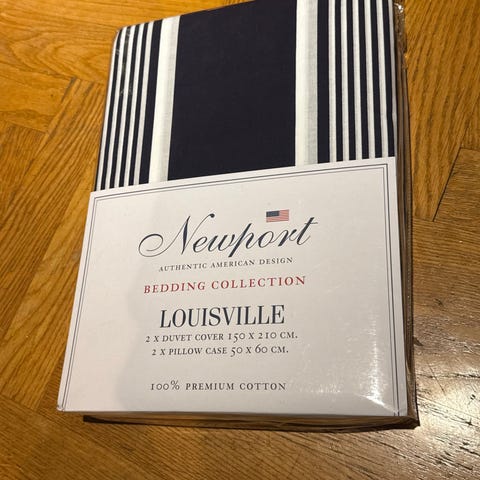 Newport
AUTHENTIC AMERICAN DESIGN
BEDDING COLLECTION
LOUISVILLE
2 X DUVET COVER 150 X 210 CM.
2 X PILLOW CASE 50 X 60 CM.
100% PREMIUM COTTON